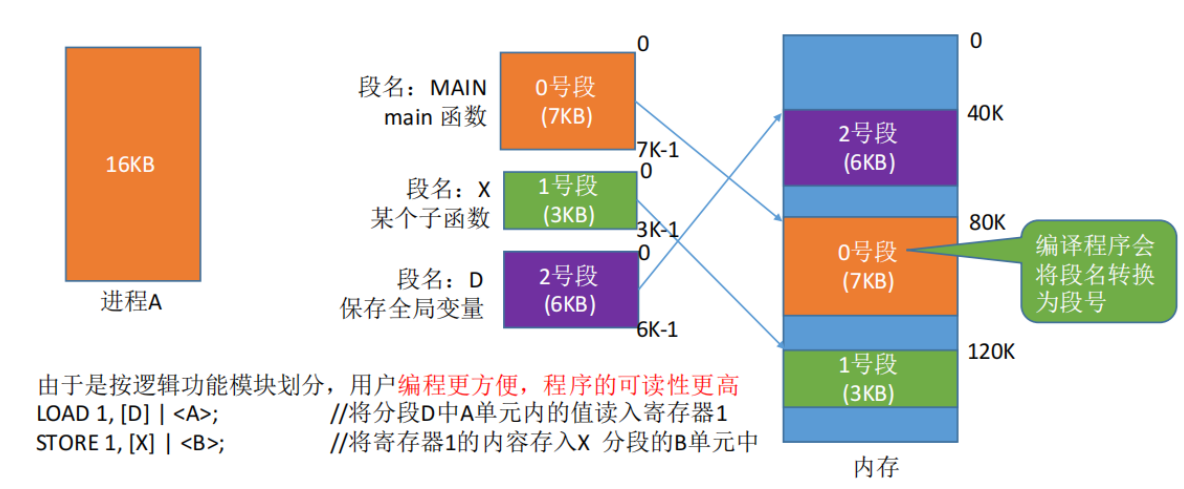 16KB
进程A
段名：MAIN
main 函数
0号段
(7KB)
0
7K-1
段名：X
某个子函数
1号段
(3KB)
0
3K-1
段名：D
保存全局变量
2号段
(6KB)
0
6K-1
0
40K
2号段
(6KB)
80K
0号段
(7KB)
120K
1号段
(3KB)
内存
编译程序会
将段名转换
为段号
由于是按逻辑功能模块划分，用户编程更方便，程序的可读性更高
LOAD 1, [D] | <A>; //将分段D中A单元内的值读入寄存器1
STORE 1, [X] | <B>; //将寄存器1的内容存入X 分段的B单元中